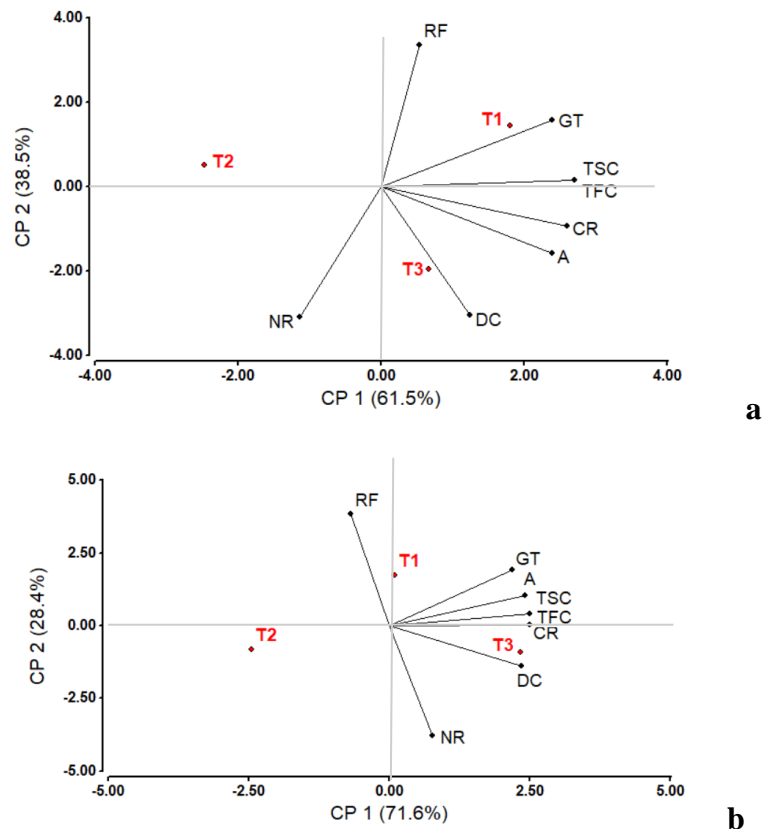 4.00
RF
2.00
T1
GT
T2
TSC
0.00
TFC
CR
A
-2.00
T3
NR
DC
-4.00
-4.00 -2.00 0.00 2.00 4.00
CP 2 (38.5%)
CP 1 (61.5%)
a
5.00
RF
2.50
T1
GT
A
TSC
TFC
0.00
CR
T2
T3
DC
-2.50
NR
-5.00
-5.00 -2.50 0.00 2.50 5.00
CP 2 (28.4%)
CP 1 (71.6%)
b